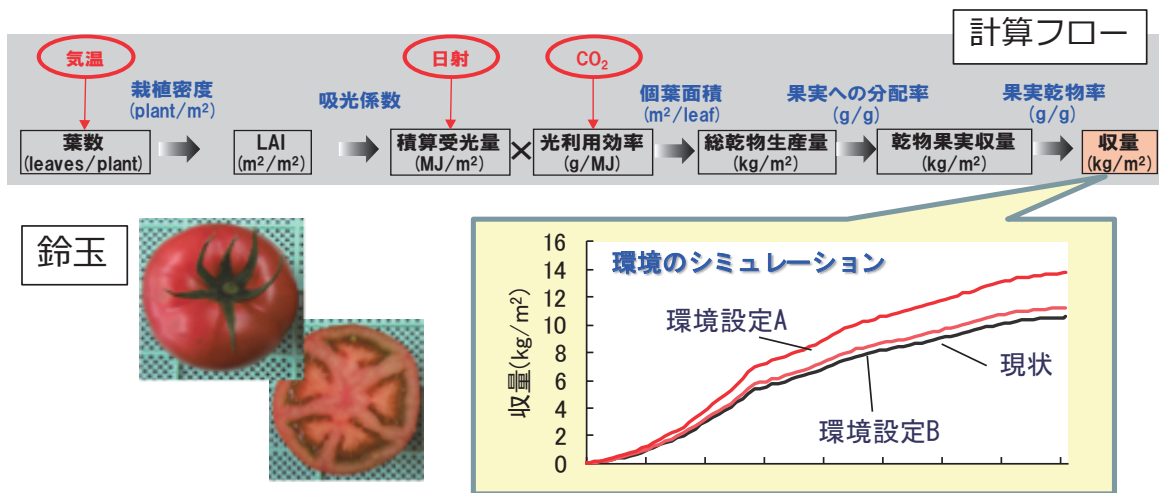 計算フロー
気温
日射
CO₂
栽植密度
(plant/m²)
吸光係数
個葉面積
(m²/leaf)
果実への分配率
(g/g)
果実乾物率
(g/g)
葉数
(leaves/plant)
LAI
(m²/m²)
積算受光量
(MJ/m²)
×
光利用効率
(g/MJ)
総乾物生産量
(kg/m²)
乾物果実収量
(kg/m²)
収量
(kg/m²)
鈴玉
環境のシミュレーション
収量(kg/m²)
16
14
12
10
8
6
4
2
0
環境設定A
現状
環境設定B